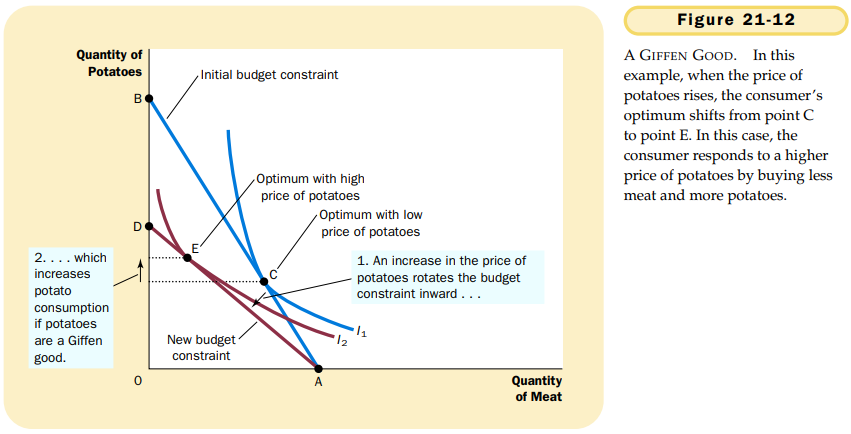 Quantity of
Potatoes
B
Initial budget constraint
Optimum with high
price of potatoes
Optimum with low
price of potatoes
D
E
C
1. An increase in the price of
potatoes rotates the budget
constraint inward . . .
2. . . . which
increases
potato
consumption
if potatoes
are a Giffen
good.
I1
I2
New budget
constraint
0
A
Quantity
of Meat
Figure 21-12
A GIFFEN GOOD. In this
example, when the price of
potatoes rises, the consumer’s
optimum shifts from point C
to point E. In this case, the
consumer responds to a higher
price of potatoes by buying less
meat and more potatoes.